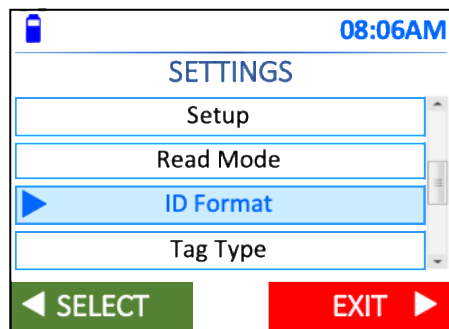 08:06AM
SETTINGS
Setup
Read Mode
ID Format
Tag Type
SELECT EXIT